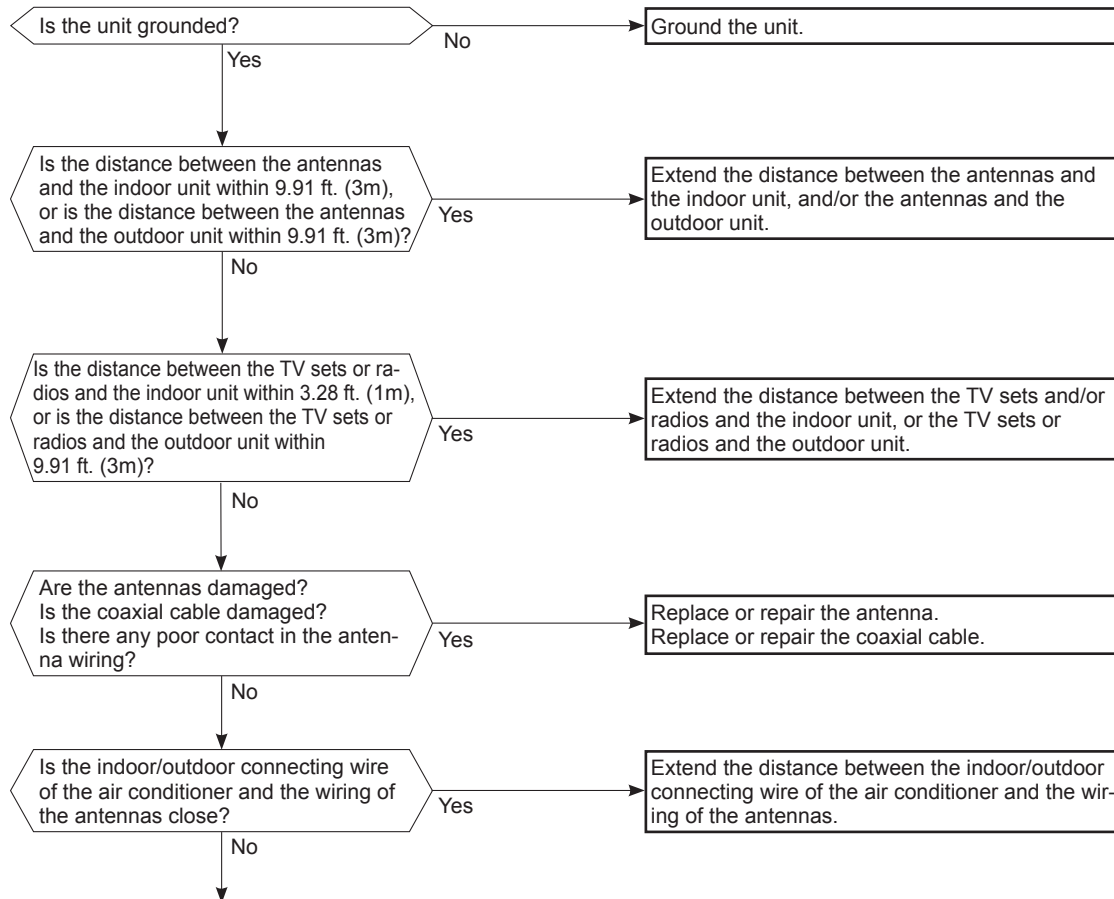 Is the unit grounded?
No
Ground the unit.
Yes
Is the distance between the antennas
and the indoor unit within 9.91 ft. (3m),
or is the distance between the antennas
and the outdoor unit within 9.91 ft. (3m)?
Yes
Extend the distance between the antennas and
the indoor unit, and/or the antennas and the
outdoor unit.
No
Is the distance between the TV sets or ra-
dios and the indoor unit within 3.28 ft. (1m),
or is the distance between the TV sets or
radios and the outdoor unit within
9.91 ft. (3m)?
Yes
Extend the distance between the TV sets and/or
radios and the indoor unit, or the TV sets or
radios and the outdoor unit.
No
Are the antennas damaged?
Is the coaxial cable damaged?
Is there any poor contact in the anten-
na wiring?
Yes
Replace or repair the antenna.
Replace or repair the coaxial cable.
No
Is the indoor/outdoor connecting wire
of the air conditioner and the wiring of
the antennas close?
Yes
Extend the distance between the indoor/outdoor
connecting wire of the air conditioner and the wir-
ing of the antennas.
No